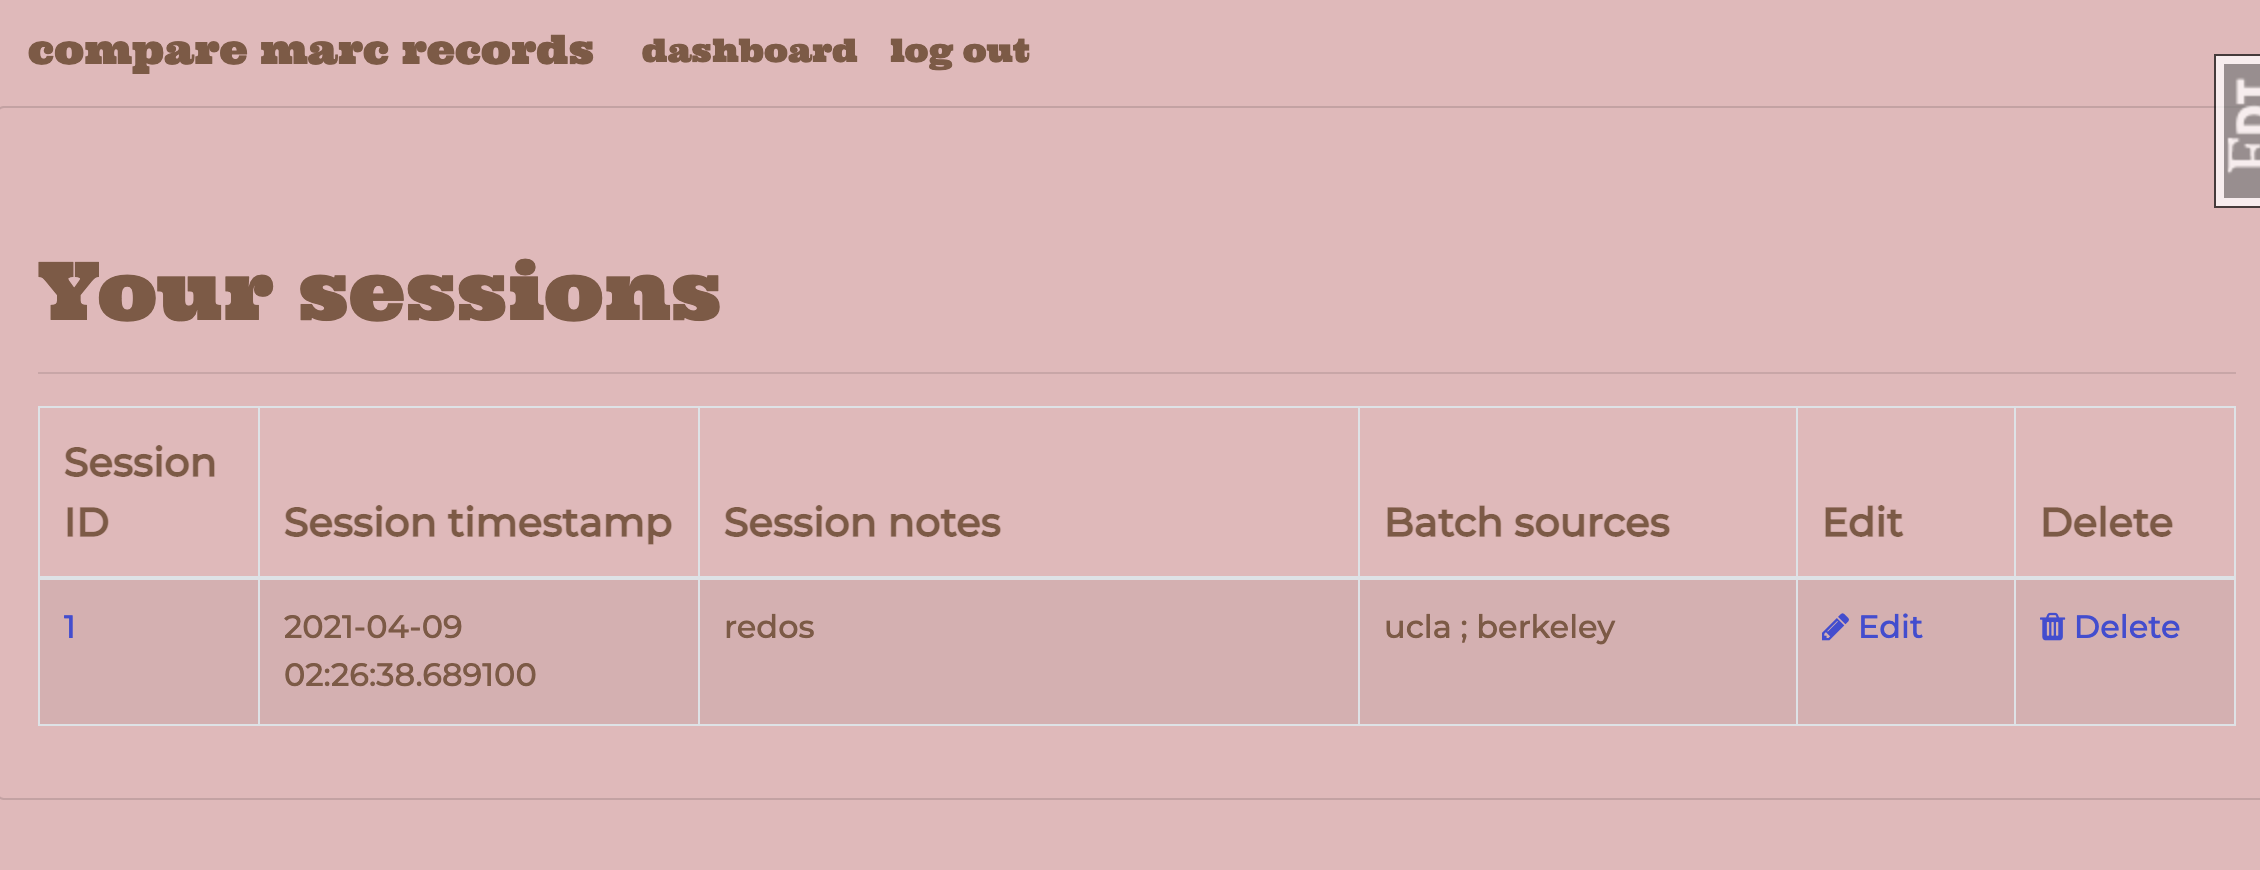 compare marc records dashboard log out
Your sessions
Session
ID
Session timestamp
Session notes
Batch sources
Edit
Delete
1
2021-04-09
02:26:38.689100
redos
ucla ; berkeley
Edit
Delete